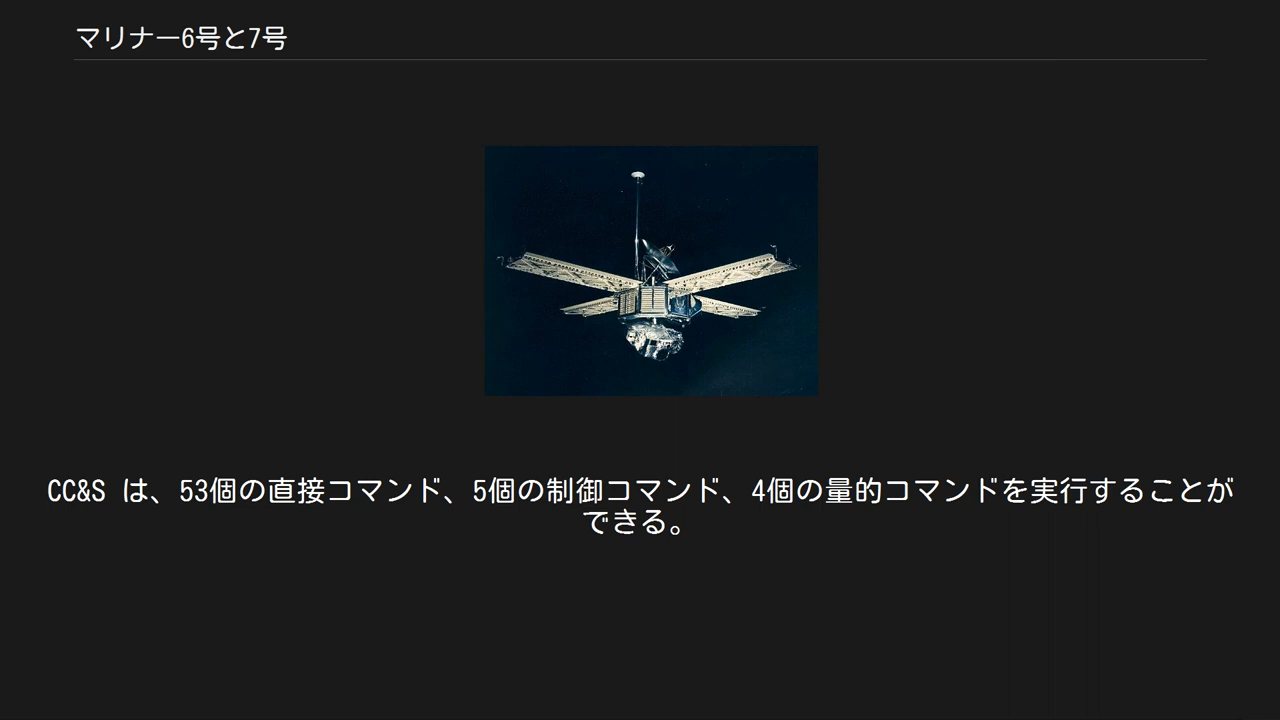 マリナー6号と7号
CC&S は、53個の直接コマンド、5個の制御コマンド、4個の量的コマンドを実行することが
できる。